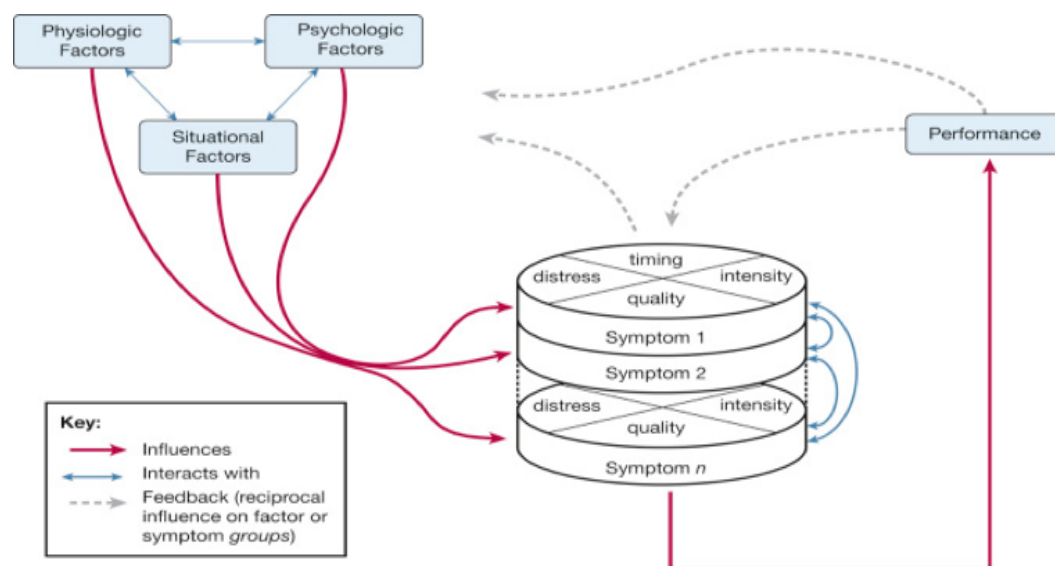 Physiologic
Factors
Psychologic
Factors
Situational
Factors
Performance
timing
distress
intensity
quality
Symptom 1
Symptom 2
distress
intensity
quality
Symptom n
Key:
Influences
Interacts with
Feedback (reciprocal
influence on factor or
symptom groups)